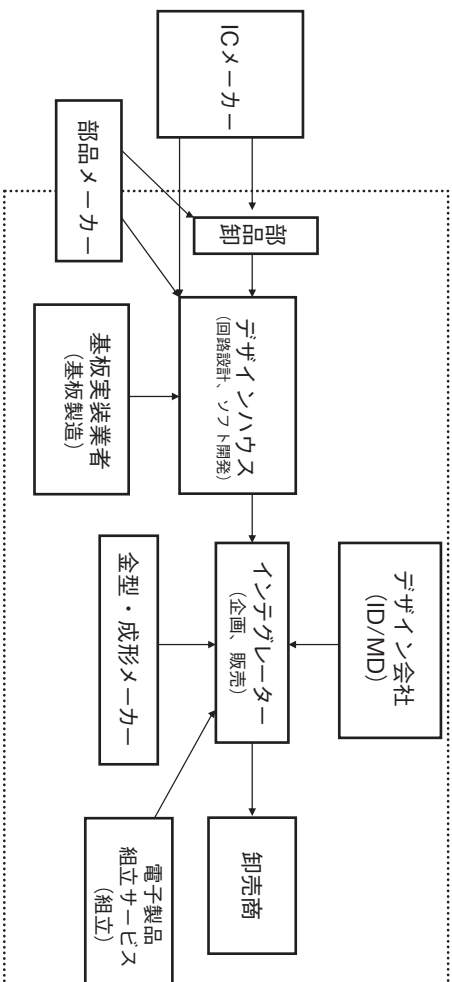 ICメーカー
部品メーカー
部品
卸
デザインハウス
(回路設計、ソフト開発)
基板実装業者
(基板製造)
インテグレーター
(企画、販売)
デザイン会社
(ID/MD)
金型・成形メーカー
卸売商
電子製品
組立サービス
(組立)